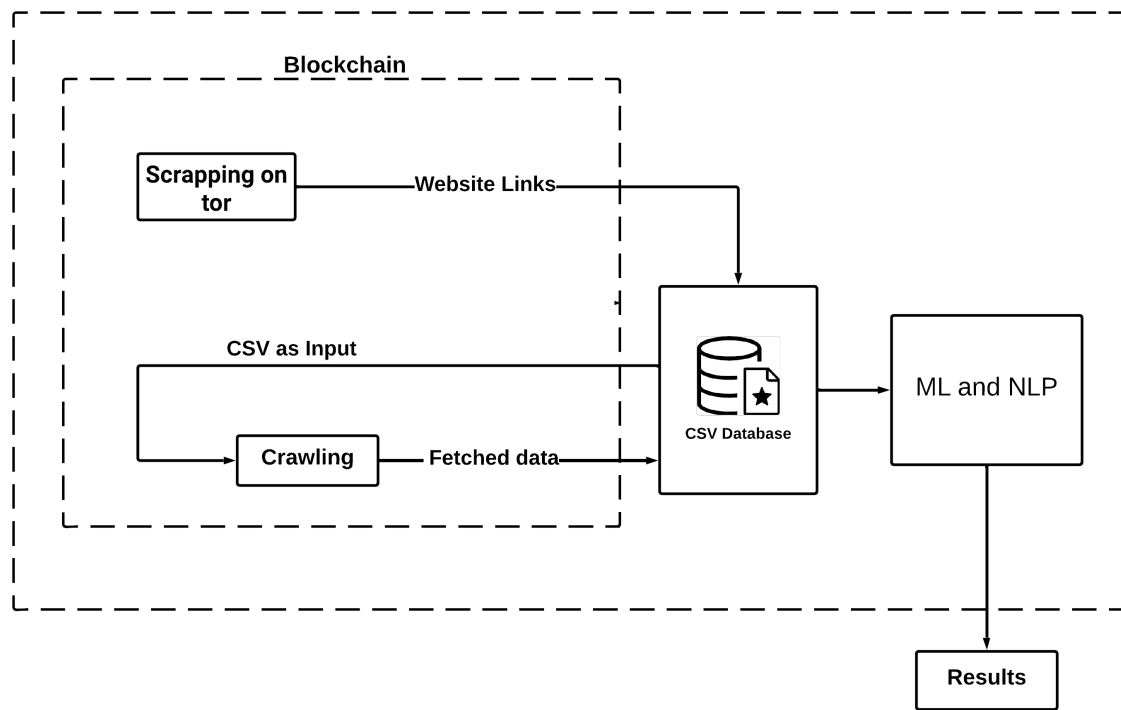 Blockchain
Scrapping on
tor
Website Links
CSV as Input
CSV Database
ML and NLP
Crawling
Fetched data
Results